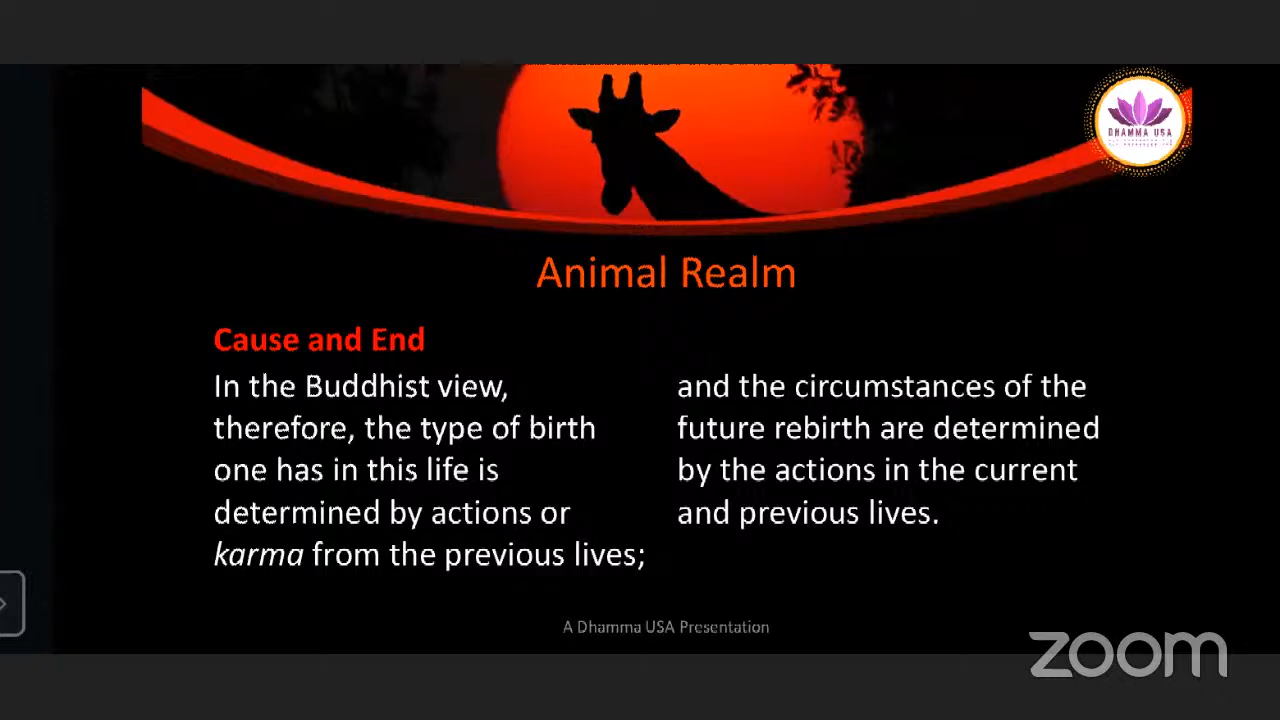 DHAMMA USA
Animal Realm
Cause and End
In the Buddhist view,
therefore, the type of birth
one has in this life is
determined by actions or
karma from the previous lives;
and the circumstances of the
future rebirth are determined
by the actions in the current
and previous lives.
A Dhamma USA Presentation
zoom